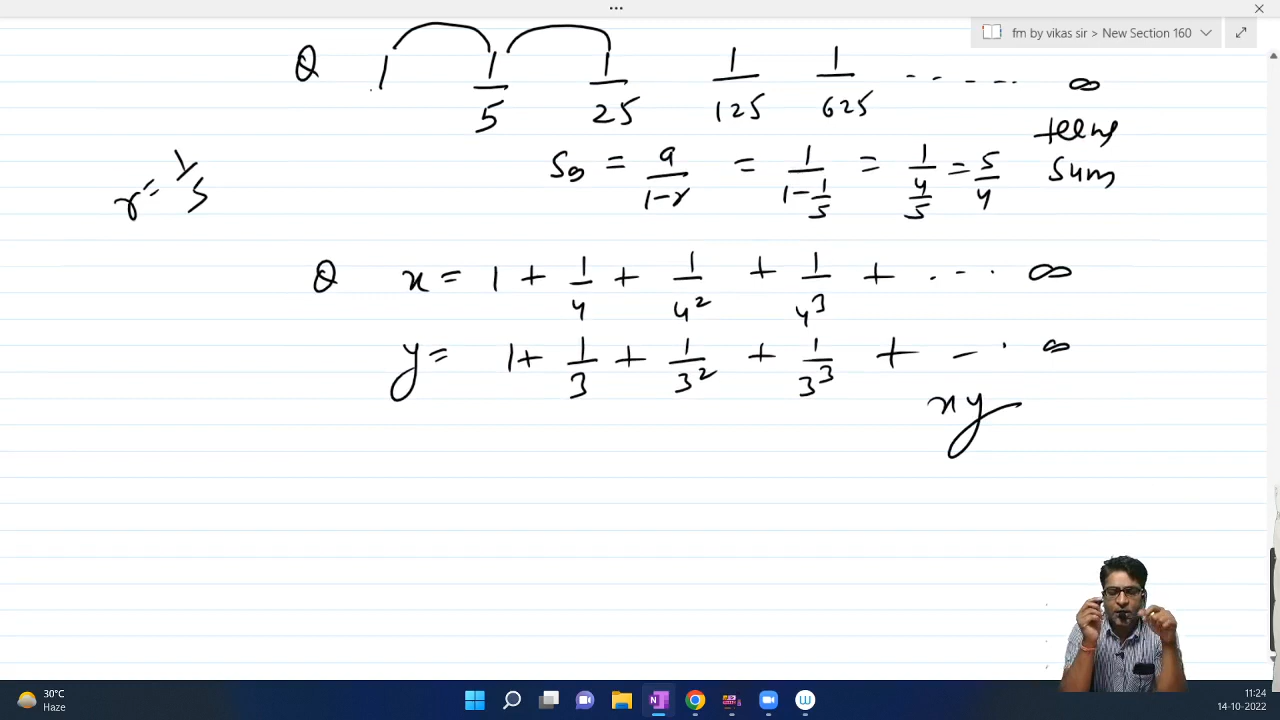 ...
fm by vikas sir > New Section 160
Q 1 1/5 1/25 1/125 1/625 ...... ∞
terms
S∞ = a/(1-r) = 1/(1-1/5) = 1/(4/5) = 5/4 Sum
r = 1/5
Q x = 1 + 1/4 + 1/4² + 1/4³ + .... ∞
y = 1 + 1/3 + 1/3² + 1/3³ + ... ∞
xy
30°C
Haze
11:24
14-10-2022